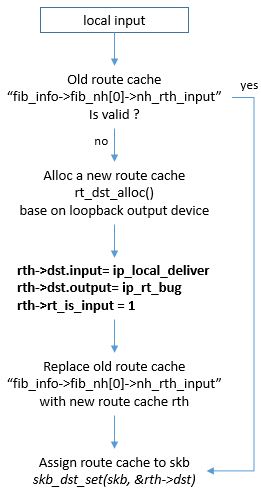 local input
Old route cache
“fib_info->fib_nh[0]->nh_rth_input”
Is valid ?
yes
no
Alloc a new route cache
rt_dst_alloc()
base on loopback output device
rth->dst.input= ip_local_deliver
rth->dst.output= ip_rt_bug
rth->rt_is_input = 1
Replace old route cache
“fib_info->fib_nh[0]->nh_rth_input”
with new route cache rth
Assign route cache to skb
skb_dst_set(skb, &rth->dst)